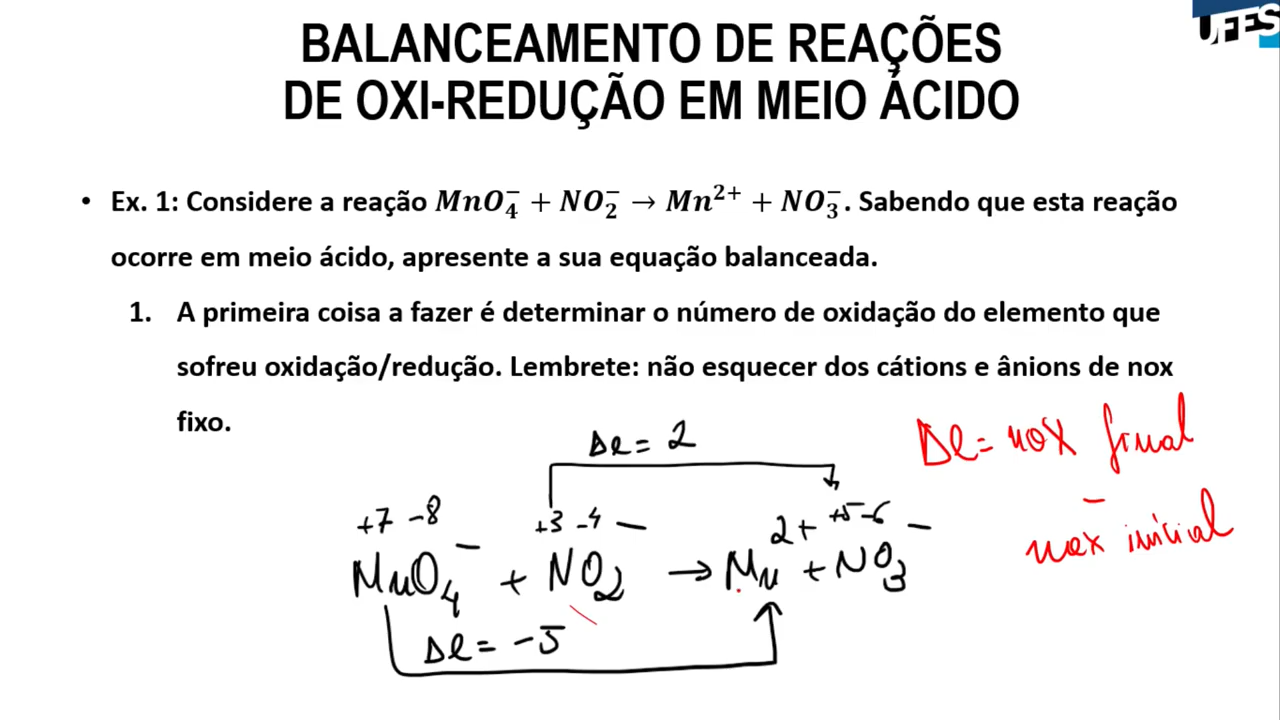 UFES
BALANCEAMENTO DE REAÇÕES
DE OXI-REDUÇÃO EM MEIO ÁCIDO
• Ex. 1: Considere a reação MnO₄⁻ + NO₂⁻ → Mn²⁺ + NO₃⁻. Sabendo que esta reação
ocorre em meio ácido, apresente a sua equação balanceada.
1. A primeira coisa a fazer é determinar o número de oxidação do elemento que
sofreu oxidação/redução. Lembrete: não esquecer dos cátions e ânions de nox
fixo.
Δe = nox final
− nox inicial
Δe = 2
+7 −8 +3 −4 +5 −6
MnO₄⁻ + NO₂⁻ → Mn²⁺ + NO₃⁻
Δe = −5